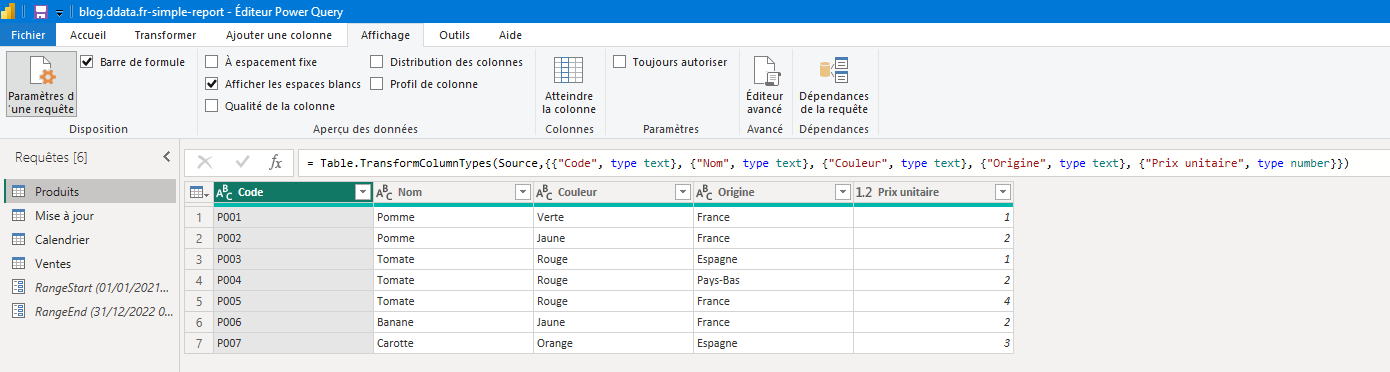 blog.ddata.fr-simple-report - Éditeur Power Query
Fichier Accueil Transformer Ajouter une colonne Affichage Outils Aide
Paramètres d
'une requête
Barre de formule
Disposition
À espacement fixe
Afficher les espaces blancs
Qualité de la colonne
Distribution des colonnes
Profil de colonne
Aperçu des données
Atteindre
la colonne
Colonnes
Toujours autoriser
Paramètres
Éditeur
avancé
Avancé
Dépendances
de la requête
Dépendances
Requêtes [6]
Produits
Mise à jour
Calendrier
Ventes
RangeStart (01/01/2021...
RangeEnd (31/12/2022 0...
fx = Table.TransformColumnTypes(Source,{{"Code", type text}, {"Nom", type text}, {"Couleur", type text}, {"Origine", type text}, {"Prix unitaire", type number}})
ABC Code ABC Nom ABC Couleur ABC Origine 1.2 Prix unitaire
1 P001 Pomme Verte France 1
2 P002 Pomme Jaune France 2
3 P003 Tomate Rouge Espagne 1
4 P004 Tomate Rouge Pays-Bas 2
5 P005 Tomate Rouge France 4
6 P006 Banane Jaune France 2
7 P007 Carotte Orange Espagne 3